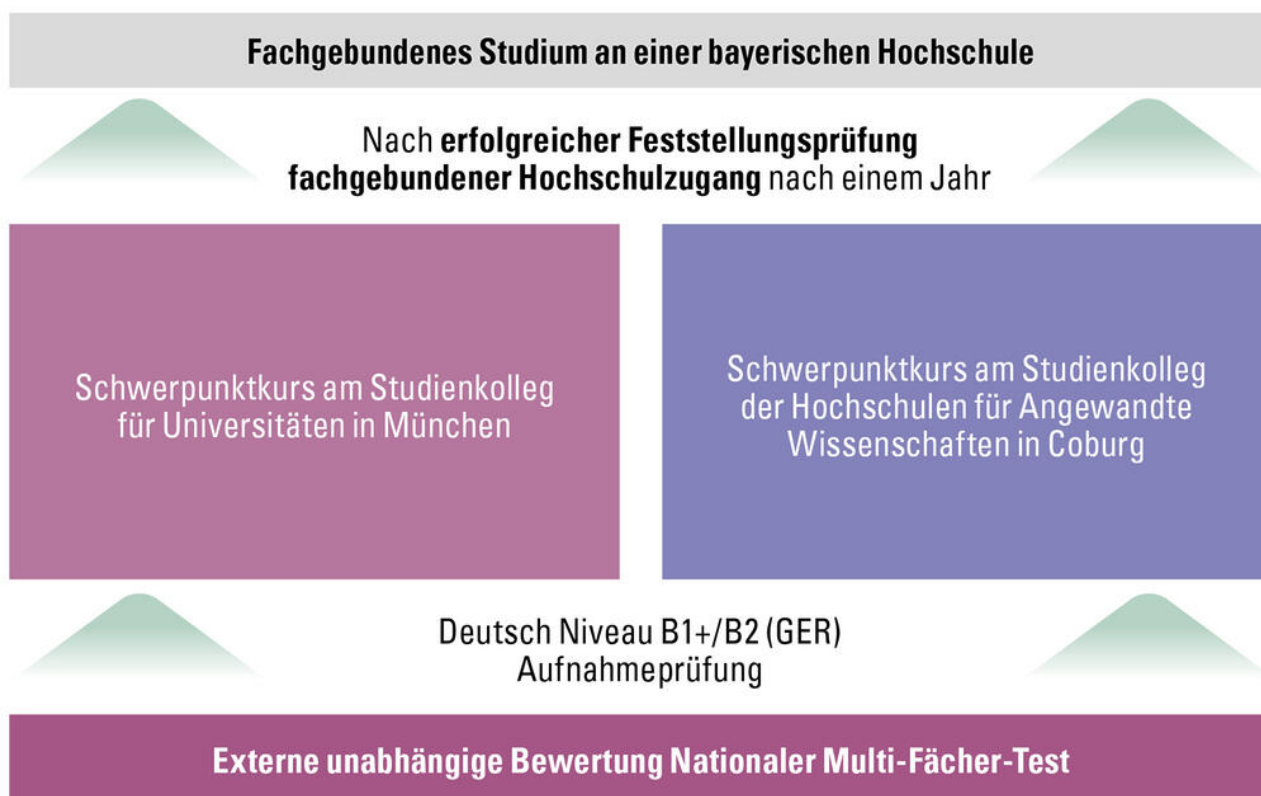 Fachgebundenes Studium an einer bayerischen Hochschule
Nach erfolgreicher Feststellungsprüfung
fachgebundener Hochschulzugang nach einem Jahr
Schwerpunktkurs am Studienkolleg
für Universitäten in München
Schwerpunktkurs am Studienkolleg
der Hochschulen für Angewandte
Wissenschaften in Coburg
Deutsch Niveau B1+/B2 (GER)
Aufnahmeprüfung
Externe unabhängige Bewertung Nationaler Multi-Fächer-Test